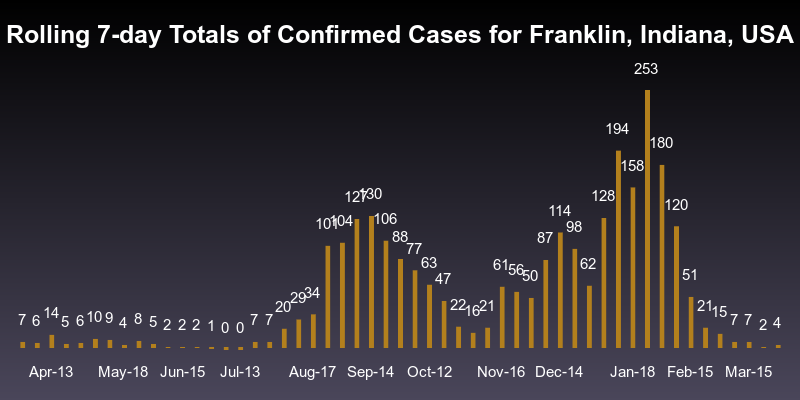 Rolling 7-day Totals of Confirmed Cases for Franklin, Indiana, USA
7 6 14 5 6 10 9 4 8 5 2 2 2 1 0 0 7 7 20 29 34 101 104 127 130 106 88 77 63 47 22 16 21 61 56 50 87 114 98 62 128 194 158 253 180 120 51 21 15 7 7 2 4
Apr-13 May-18 Jun-15 Jul-13 Aug-17 Sep-14 Oct-12 Nov-16 Dec-14 Jan-18 Feb-15 Mar-15